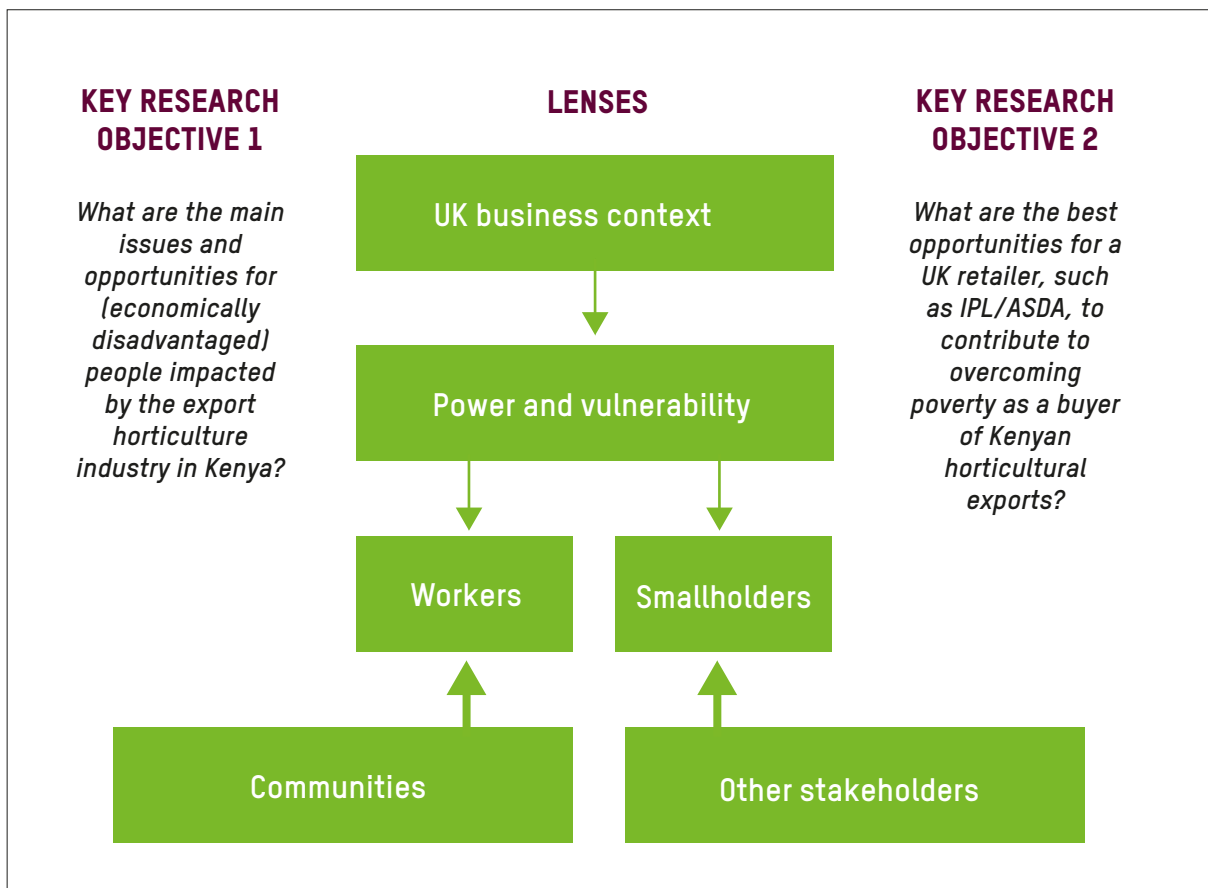 KEY RESEARCH
OBJECTIVE 1
What are the main
issues and
opportunities for
(economically
disadvantaged)
people impacted
by the export
horticulture
industry in Kenya?
LENSES
UK business context
Power and vulnerability
Workers
Smallholders
Communities
Other stakeholders
KEY RESEARCH
OBJECTIVE 2
What are the best
opportunities for a
UK retailer, such
as IPL/ASDA, to
contribute to
overcoming
poverty as a buyer
of Kenyan
horticultural
exports?